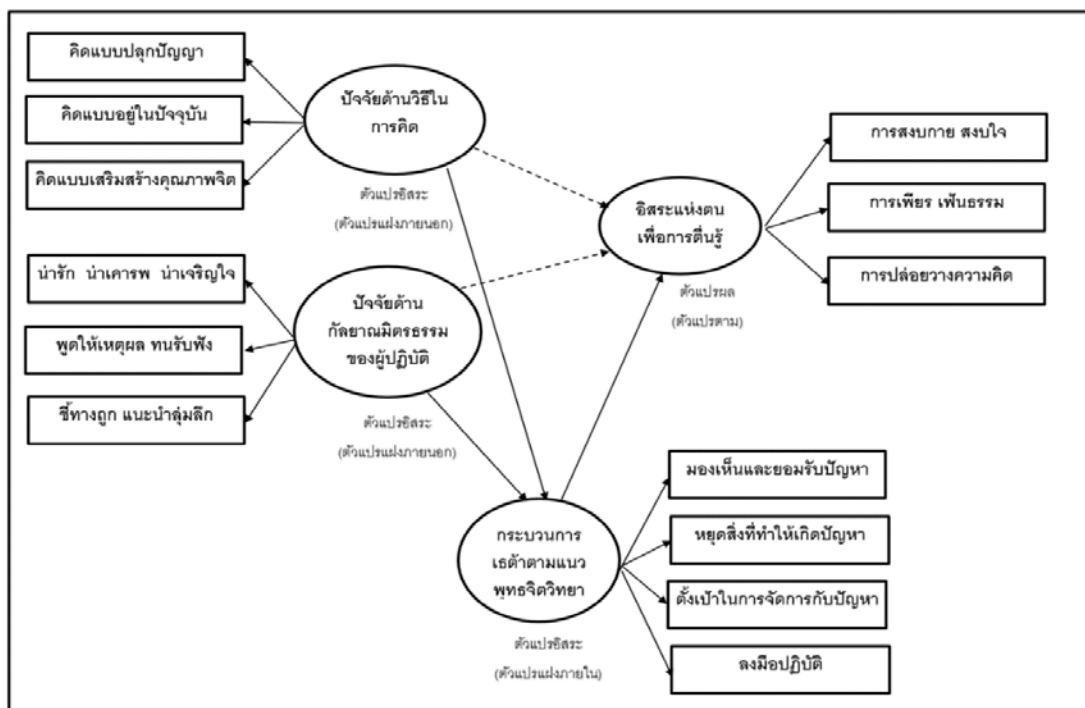 คิดแบบปลุกปัญญา
คิดแบบอยู่ในปัจจุบัน
คิดแบบเสริมสร้างคุณภาพจิต
ปัจจัยด้านวิธีใน
การคิด
ตัวแปรอิสระ
(ตัวแปรแฝงภายนอก)
น่ารัก น่าเคารพ น่าเจริญใจ
พูดให้เหตุผล ทนรับฟัง
ชี้ทางถูก แนะนำลุ่มลึก
ปัจจัยด้าน
กัลยาณมิตรธรรม
ของผู้ปฏิบัติ
ตัวแปรอิสระ
(ตัวแปรแฝงภายนอก)
อิสระแห่งตน
เพื่อการตื่นรู้
ตัวแปรผล
(ตัวแปรตาม)
การสงบกาย สงบใจ
การเพียร เฟ้นธรรม
การปล่อยวางความคิด
กระบวนการ
เธต้าตามแนว
พุทธจิตวิทยา
ตัวแปรอิสระ
(ตัวแปรแฝงภายใน)
มองเห็นและยอมรับปัญหา
หยุดสิ่งที่ทำให้เกิดปัญหา
ตั้งเป้าในการจัดการกับปัญหา
ลงมือปฏิบัติ